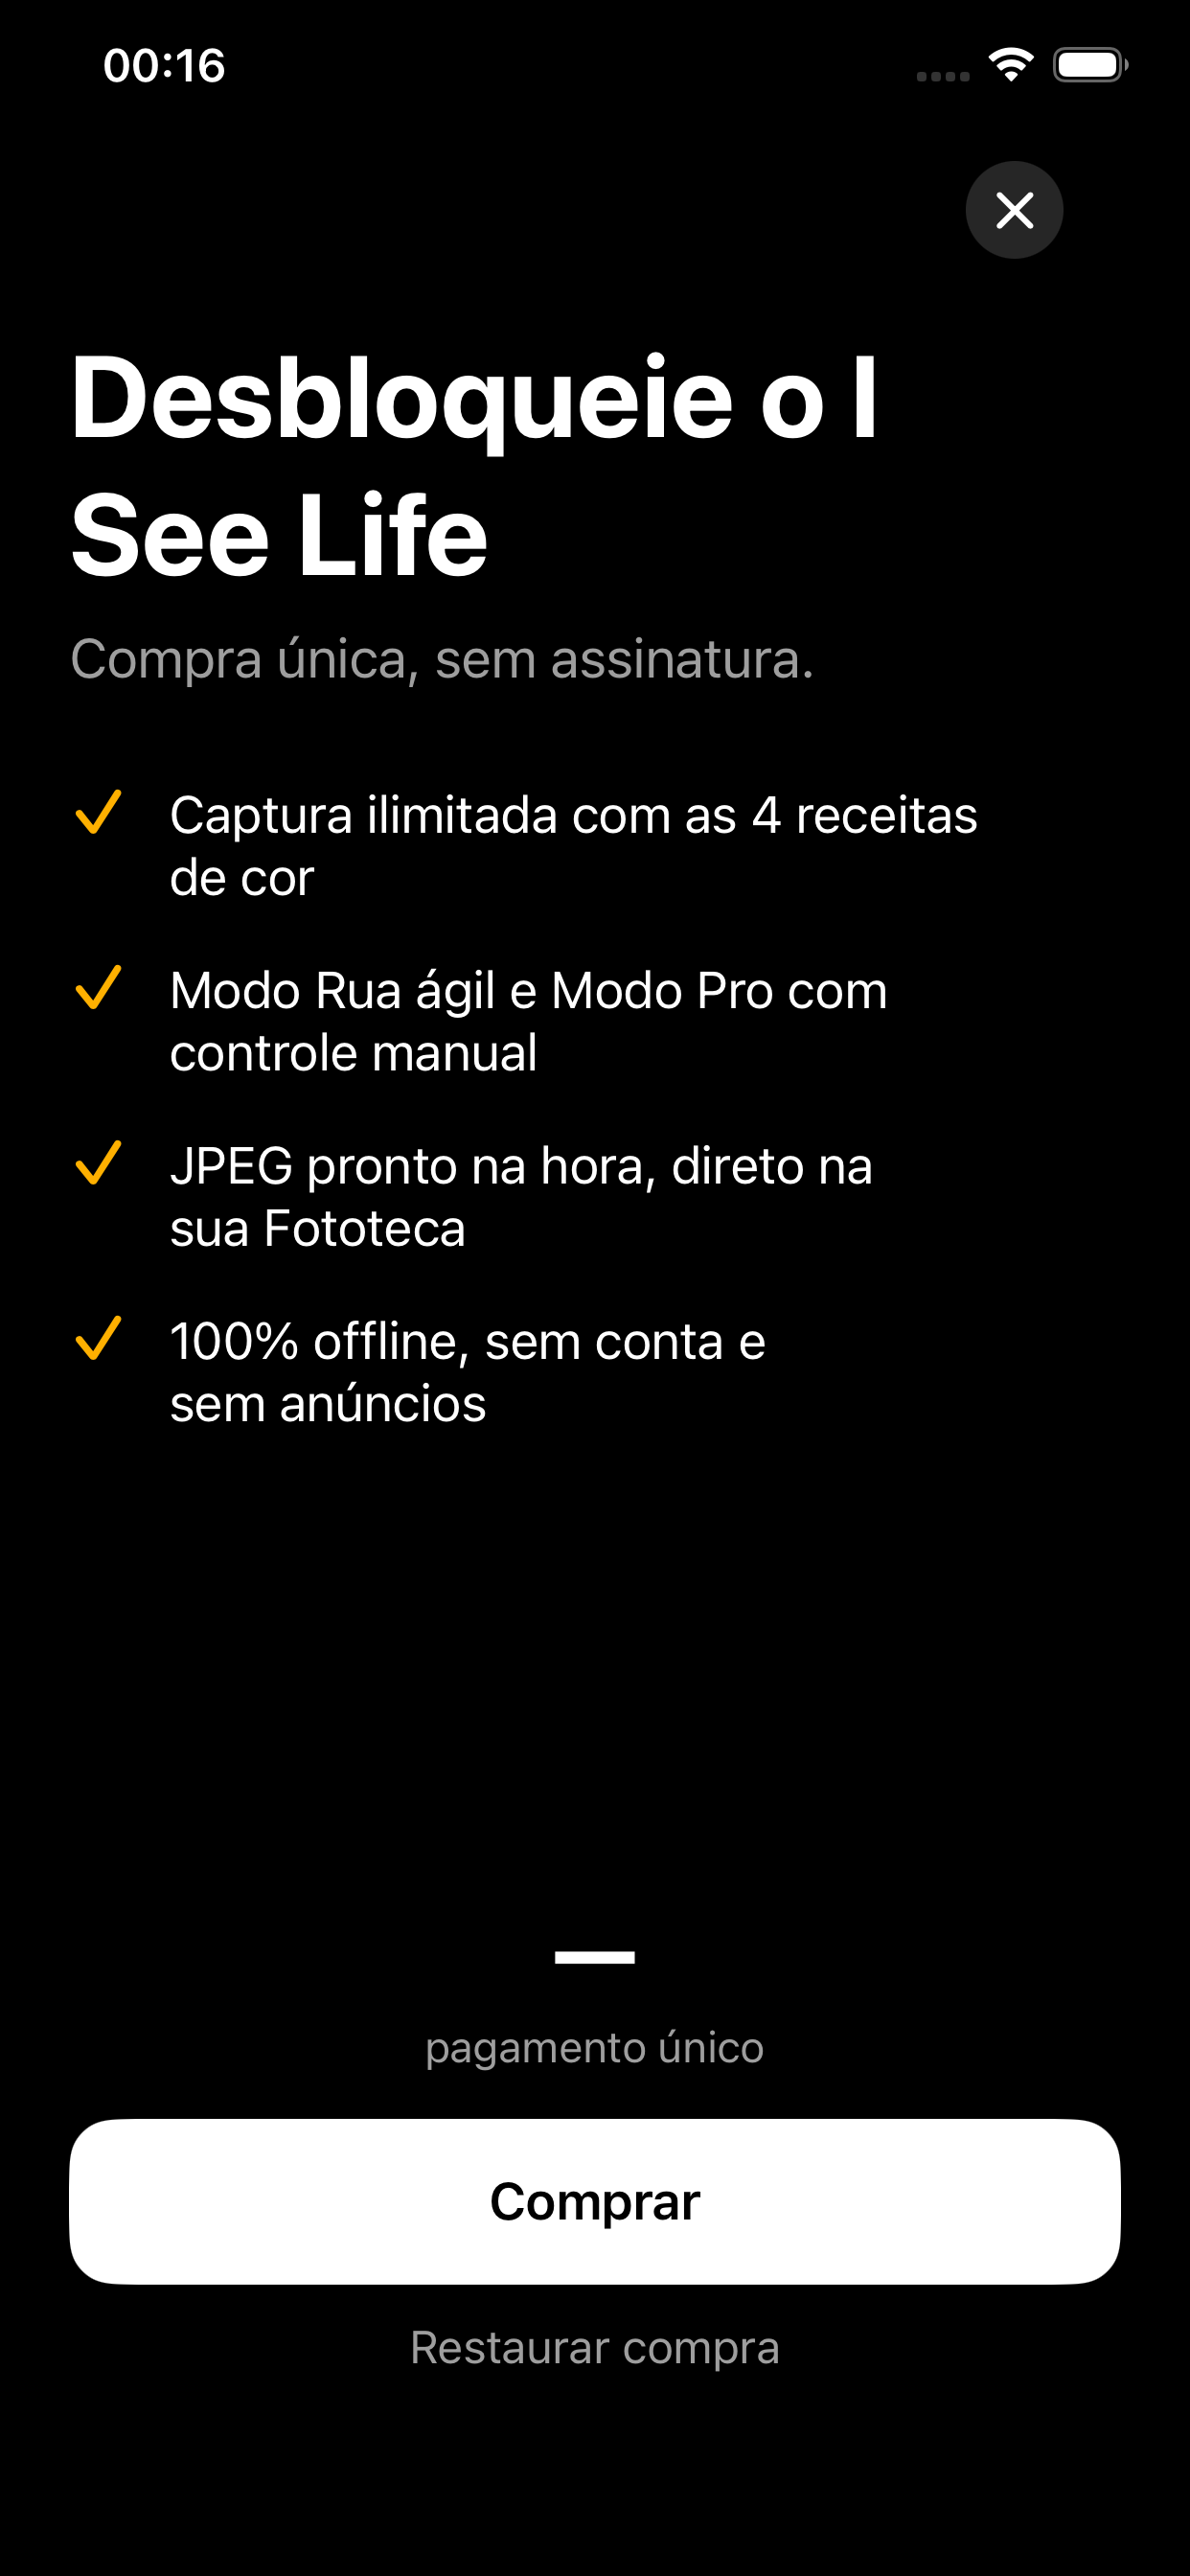 00:16
Desbloqueie o I
See Life
Compra única, sem assinatura.
Captura ilimitada com as 4 receitas
de cor
Modo Rua ágil e Modo Pro com
controle manual
JPEG pronto na hora, direto na
sua Fototeca
100% offline, sem conta e
sem anúncios
—
pagamento único
Comprar
Restaurar compra